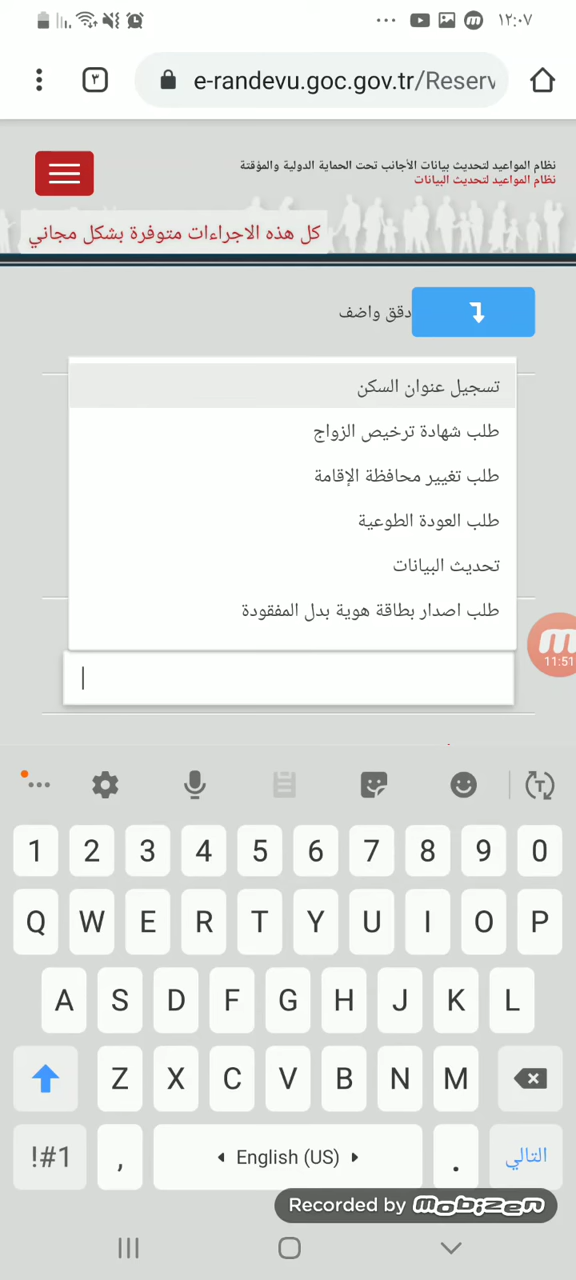 ١٢:٠٧
٣
e-randevu.goc.gov.tr/Reserv
نظام المواعيد لتحديث بيانات الأجانب تحت الحماية الدولية والمؤقتة
نظام المواعيد لتحديث البيانات
كل هذه الاجراءات متوفرة بشكل مجاني
دقق واضف
تسجيل عنوان السكن
طلب شهادة ترخيص الزواج
طلب تغيير محافظة الإقامة
طلب العودة الطوعية
تحديث البيانات
طلب اصدار بطاقة هوية بدل المفقودة
11:51
1 2 3 4 5 6 7 8 9 0
Q W E R T Y U I O P
A S D F G H J K L
Z X C V B N M
!#1 , English (US) . التالي
Recorded by mobizen